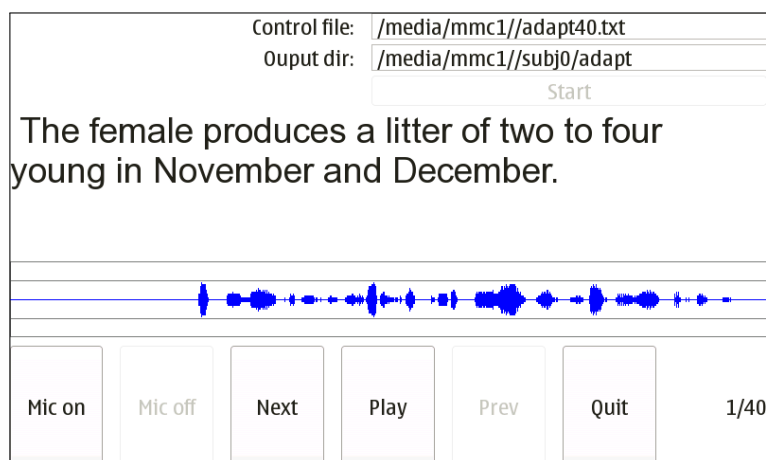 Control file: /media/mmc1//adapt40.txt
Ouput dir: /media/mmc1//subj0/adapt
Start
The female produces a litter of two to four
young in November and December.
Mic on Mic off Next Play Prev Quit 1/40